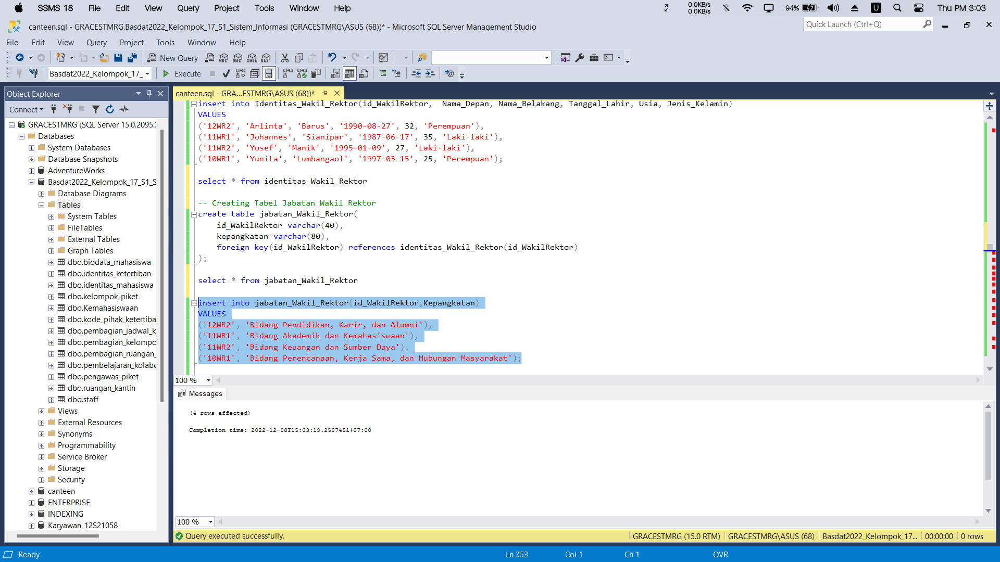 SSMS 18 File Edit View Query Project Tools Window Help 0.0KB/s 0.0KB/s 94% U Thu PM 3:03
canteen.sql - GRACESTMRG.Basdat2022_Kelompok_17_S1_Sistem_Informasi (GRACESTMRG\ASUS (68))* - Microsoft SQL Server Management Studio
Quick Launch (Ctrl+Q)
File Edit View Query Project Tools Window Help
New Query MDX DMX XMLA DAX
Basdat2022_Kelompok_17_ Execute
Object Explorer
Connect
GRACESTMRG (SQL Server 15.0.2095.3
Databases
System Databases
Database Snapshots
AdventureWorks
Basdat2022_Kelompok_17_S1_S
Database Diagrams
Tables
System Tables
FileTables
External Tables
Graph Tables
dbo.biodata_mahasiswa
dbo.identitas_ketertiban
dbo.identitas_mahasiswa
dbo.kelompok_piket
dbo.Kemahasiswaan
dbo.kode_pihak_ketertiba
dbo.pembagian_jadwal_k
dbo.pembagian_kelompo
dbo.pembagian_ruangan_
dbo.pembelajaran_kolabo
dbo.pengawas_piket
dbo.ruangan_kantin
dbo.staff
Views
External Resources
Synonyms
Programmability
Service Broker
Storage
Security
canteen
ENTERPRISE
INDEXING
Karyawan_12S21058
canteen.sql - GRA...ESTMRG\ASUS (68))*
insert into Identitas_Wakil_Rektor(id_WakilRektor,  Nama_Depan, Nama_Belakang, Tanggal_Lahir, Usia, Jenis_Kelamin)
VALUES
('12WR2', 'Arlinta', 'Barus', '1990-08-27', 32, 'Perempuan'),
('11WR1', 'Johannes', 'Sianipar', '1987-06-17', 35, 'Laki-laki'),
('11WR2', 'Yosef', 'Manik', '1995-01-09', 27, 'Laki-laki'),
('10WR1', 'Yunita', 'Lumbangaol', '1997-03-15', 25, 'Perempuan');
select * from identitas_Wakil_Rektor
-- Creating Tabel Jabatan Wakil Rektor
create table jabatan_Wakil_Rektor(
id_WakilRektor varchar(40),
kepangkatan varchar(80),
foreign key(id_WakilRektor) references identitas_Wakil_Rektor(id_WakilRektor)
);
select * from jabatan_Wakil_Rektor
insert into jabatan_Wakil_Rektor(id_WakilRektor,Kepangkatan)
VALUES
('12WR2', 'Bidang Pendidikan, Karir, dan Alumni'),
('11WR1', 'Bidang Akademik dan Kemahasiswaan'),
('11WR2', 'Bidang Keuangan dan Sumber Daya'),
('10WR1', 'Bidang Perencanaan, Kerja Sama, dan Hubungan Masyarakat');
100 %
Messages
(4 rows affected)
Completion time: 2022-12-08T15:03:19.2507491+07:00
100 %
Query executed successfully. GRACESTMRG (15.0 RTM) GRACESTMRG\ASUS (68) Basdat2022_Kelompok_17... 00:00:00 0 rows
Ready Ln 353 Col 1 Ch 1 OVR